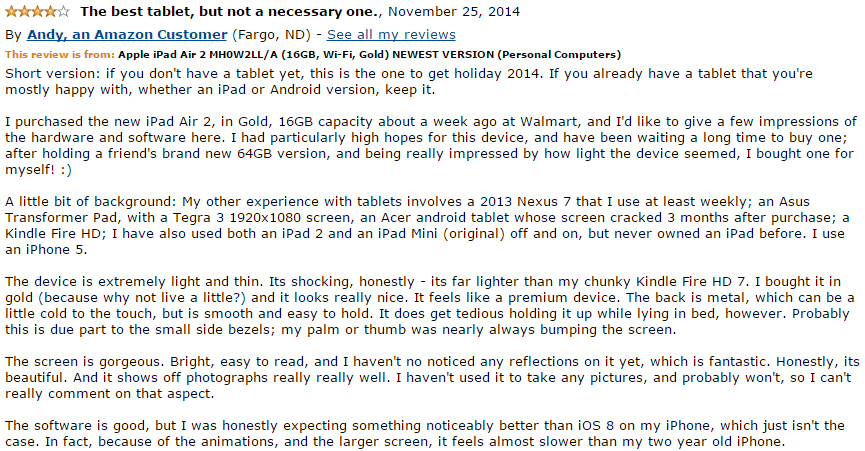 The best tablet, but not a necessary one., November 25, 2014
By Andy, an Amazon Customer (Fargo, ND) - See all my reviews
This review is from: Apple iPad Air 2 MH0W2LL/A (16GB, Wi-Fi, Gold) NEWEST VERSION (Personal Computers)
Short version: if you don't have a tablet yet, this is the one to get holiday 2014. If you already have a tablet that you're
mostly happy with, whether an iPad or Android version, keep it.
I purchased the new iPad Air 2, in Gold, 16GB capacity about a week ago at Walmart, and I'd like to give a few impressions of
the hardware and software here. I had particularly high hopes for this device, and have been waiting a long time to buy one;
after holding a friend's brand new 64GB version, and being really impressed by how light the device seemed, I bought one for
myself! :)
A little bit of background: My other experience with tablets involves a 2013 Nexus 7 that I use at least weekly; an Asus
Transformer Pad, with a Tegra 3 1920x1080 screen, an Acer android tablet whose screen cracked 3 months after purchase; a
Kindle Fire HD; I have also used both an iPad 2 and an iPad Mini (original) off and on, but never owned an iPad before. I use
an iPhone 5.
The device is extremely light and thin. Its shocking, honestly - its far lighter than my chunky Kindle Fire HD 7. I bought it in
gold (because why not live a little?) and it looks really nice. It feels like a premium device. The back is metal, which can be a
little cold to the touch, but is smooth and easy to hold. It does get tedious holding it up while lying in bed, however. Probably
this is due part to the small side bezels; my palm or thumb was nearly always bumping the screen.
The screen is gorgeous. Bright, easy to read, and I haven't no noticed any reflections on it yet, which is fantastic. Honestly, its
beautiful. And it shows off photographs really really well. I haven't used it to take any pictures, and probably won't, so I can't
really comment on that aspect.
The software is good, but I was honestly expecting something noticeably better than iOS 8 on my iPhone, which just isn't the
case. In fact, because of the animations, and the larger screen, it feels almost slower than my two year old iPhone.